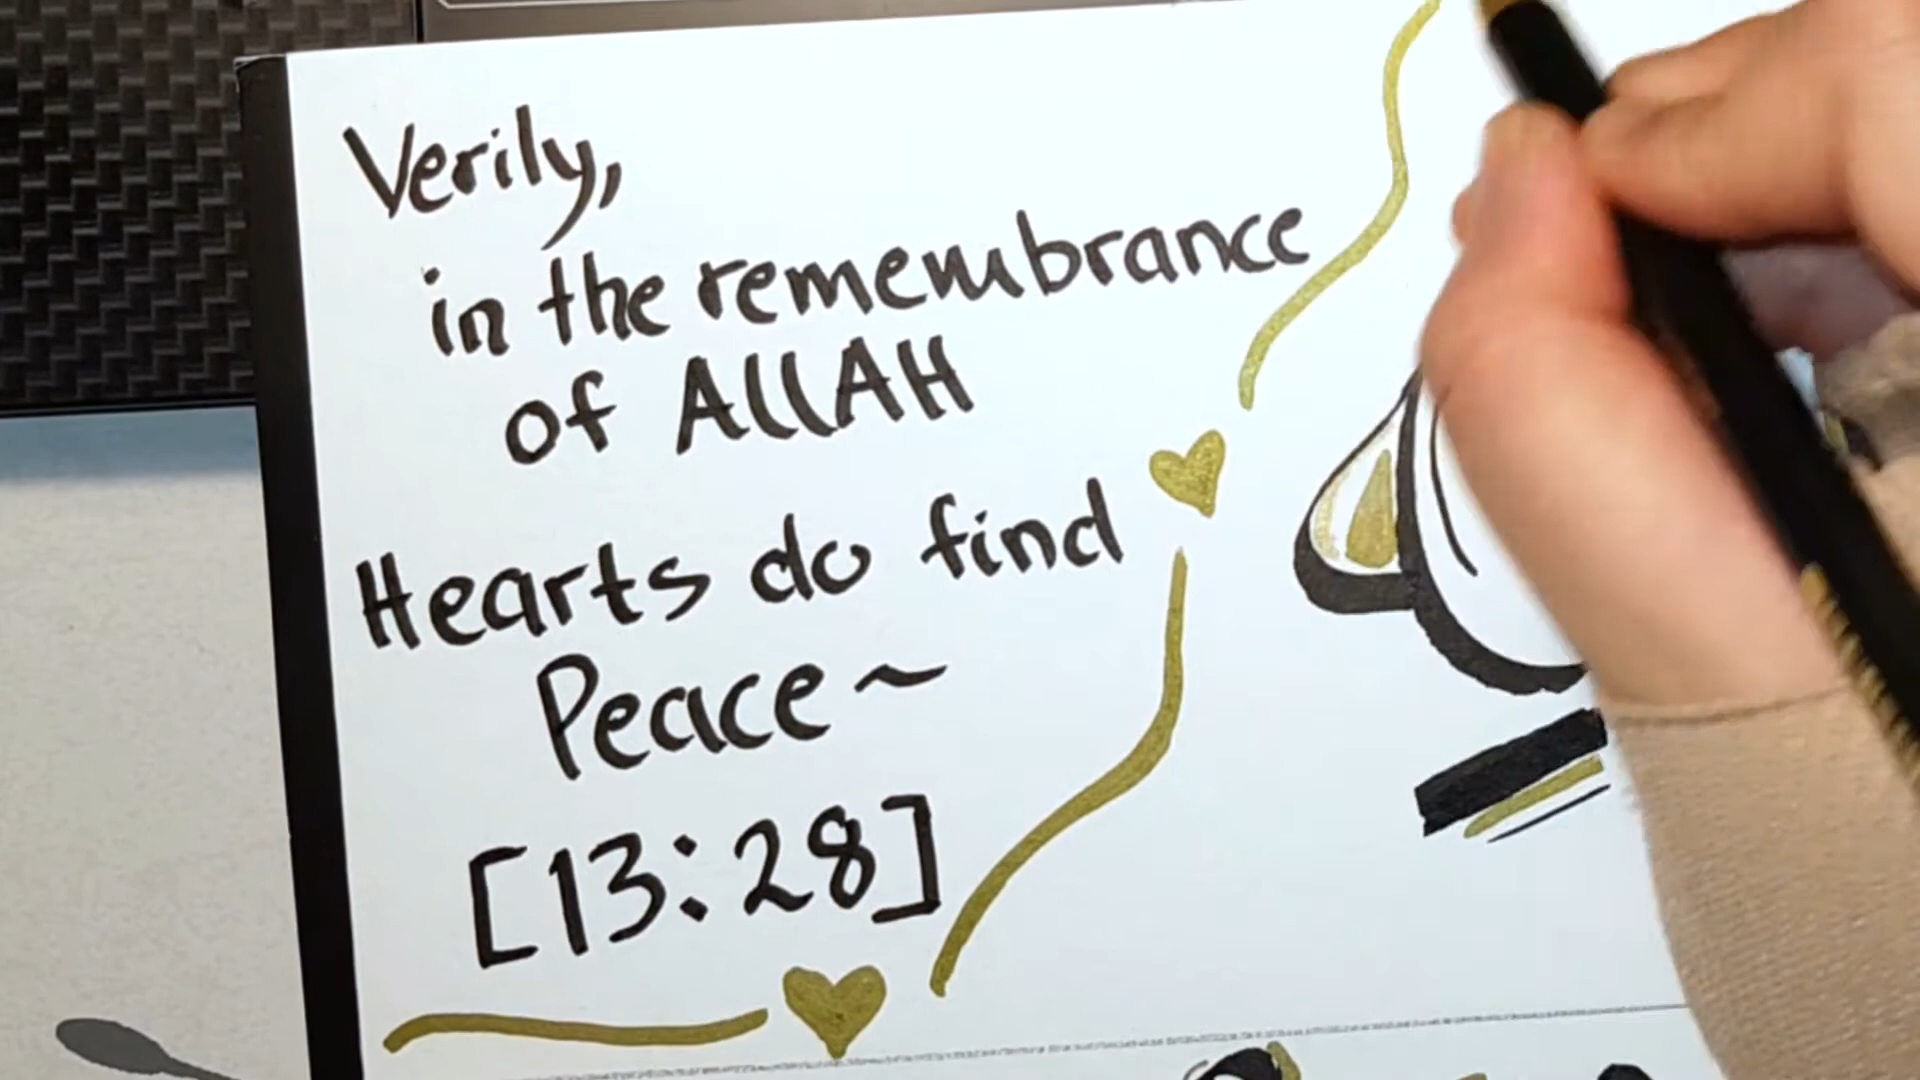 Verily,
in the remembrance
of ALLAH
Hearts do find
Peace~
[13:28]